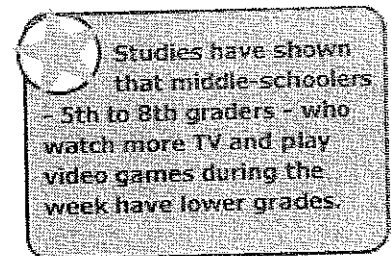 Studies have shown
that middle-schoolers
- 5th to 8th graders - who
watch more TV and play
video games during the
week have lower grades.